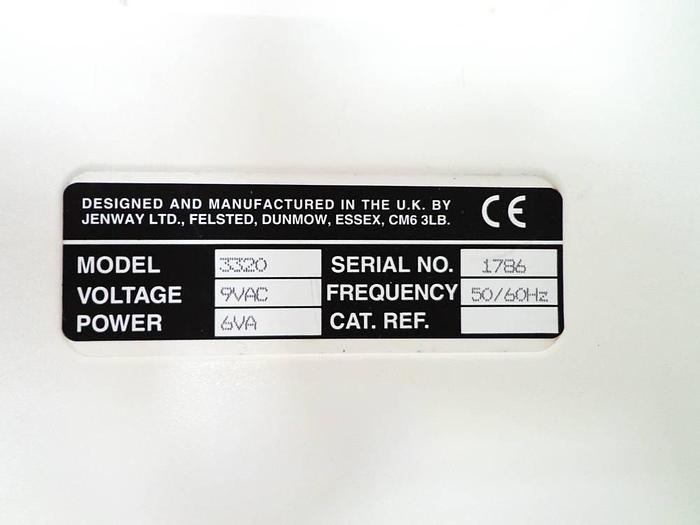 DESIGNED AND MANUFACTURED IN THE U.K. BY
JENWAY LTD., FELSTED, DUNMOW, ESSEX, CM6 3LB.
CE
MODEL 3320 SERIAL NO. 1786
VOLTAGE 9VAC FREQUENCY 50/60Hz
POWER 6VA CAT. REF.